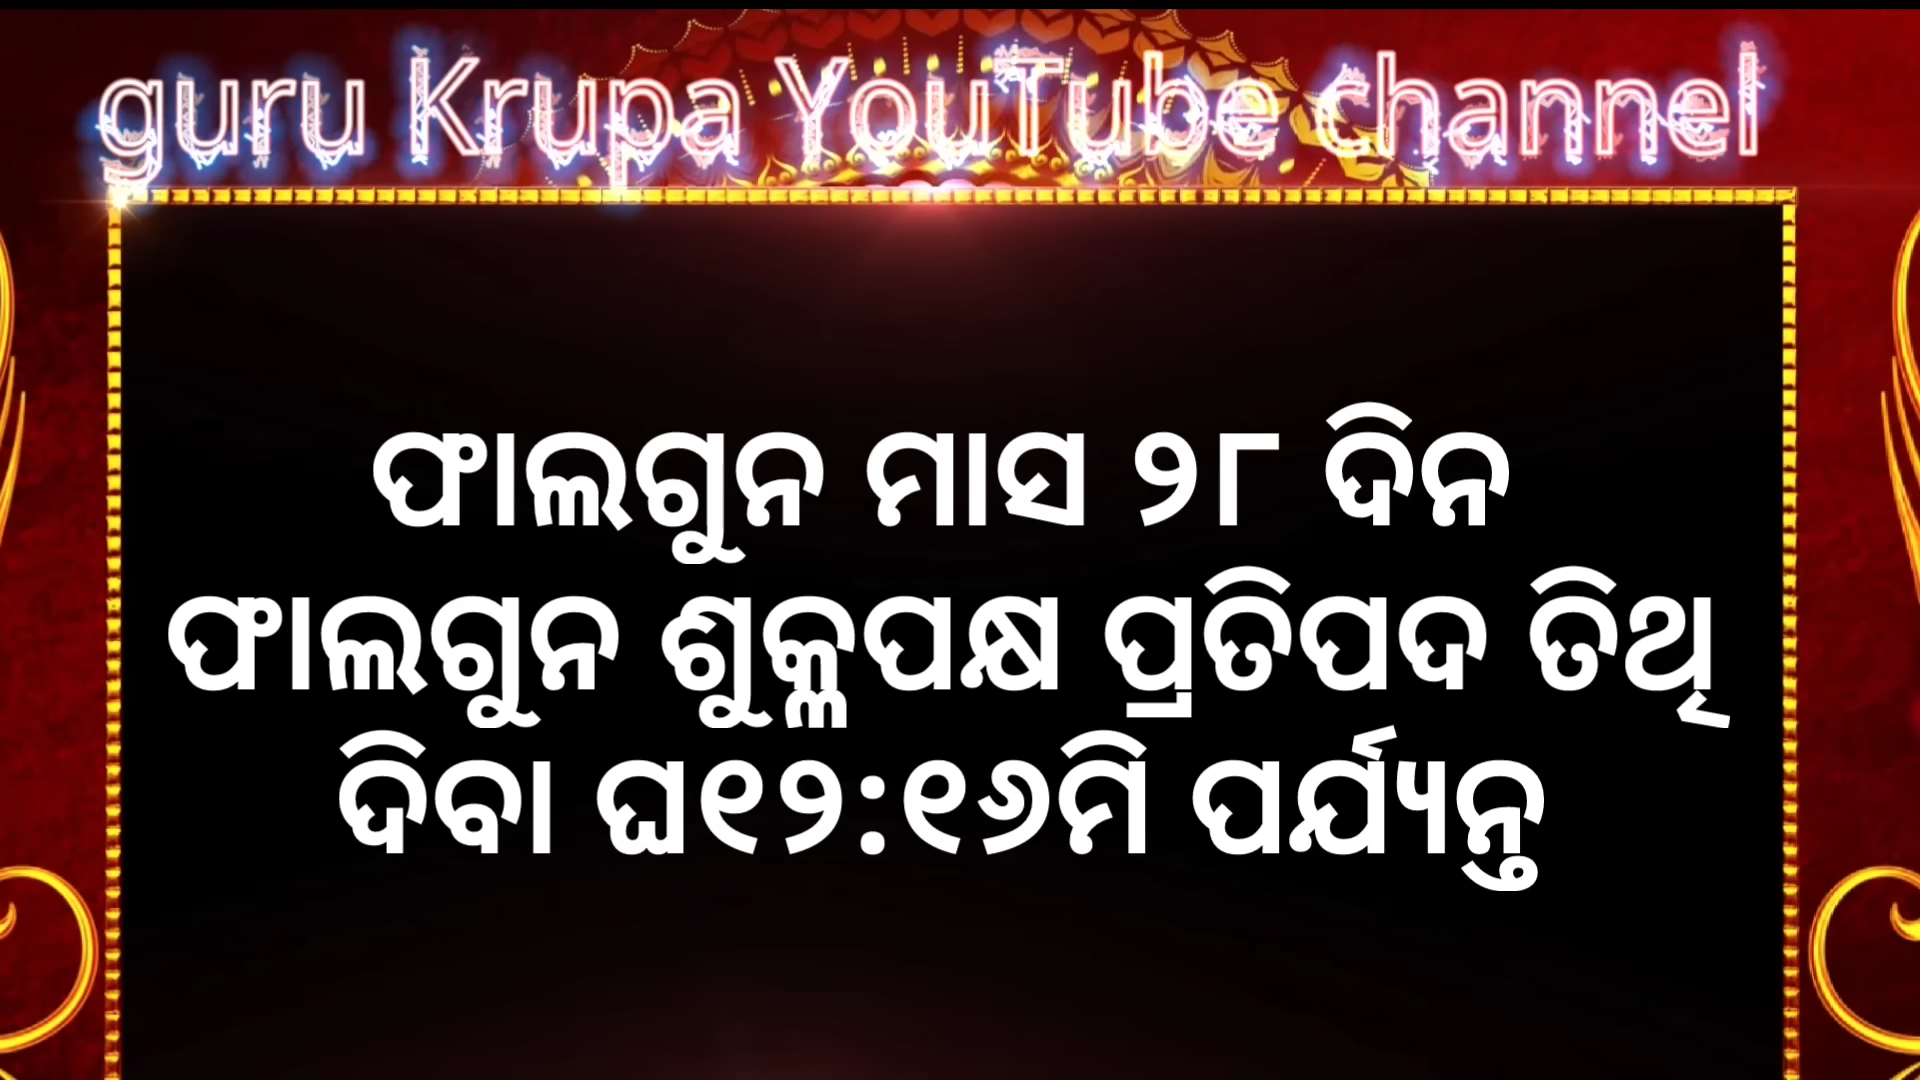 guru Krupa YouTube channel
ଫାଲଗୁନ ମାସ ୨୮ ଦିନ
ଫାଲଗୁନ ଶୁକ୍ଳପକ୍ଷ ପ୍ରତିପଦ ତିଥି
ଦିବା ଘ୧୨:୧୬ମି ପର୍ଯ୍ୟନ୍ତ